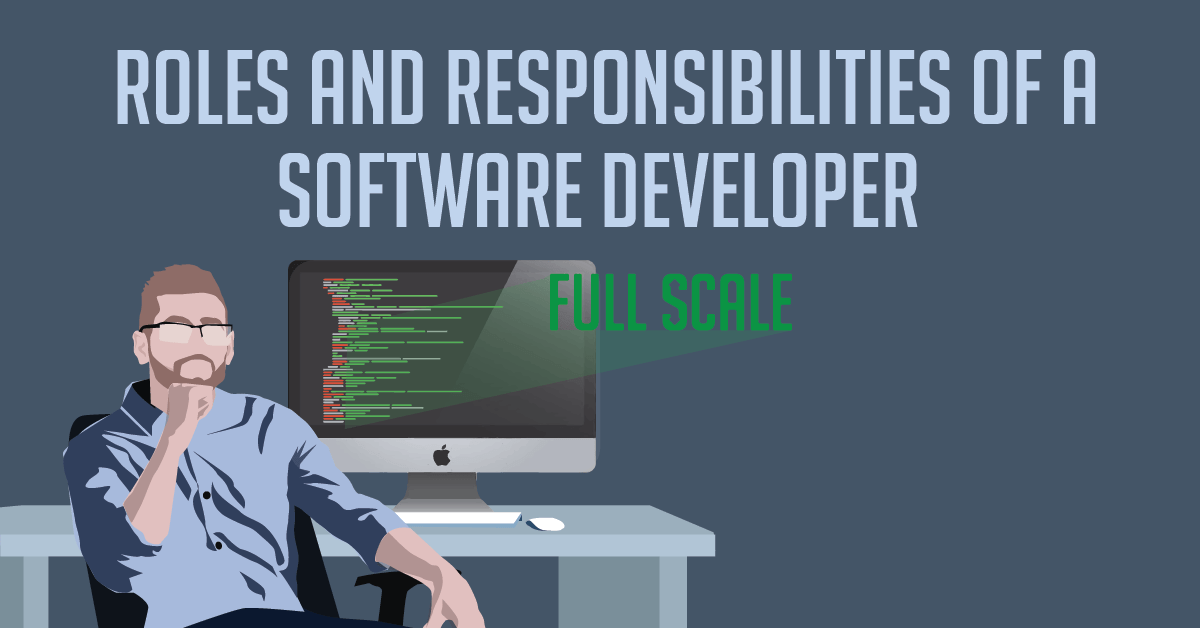 ROLES AND RESPONSIBILITIES OF A
SOFTWARE DEVELOPER
FULL SCALE